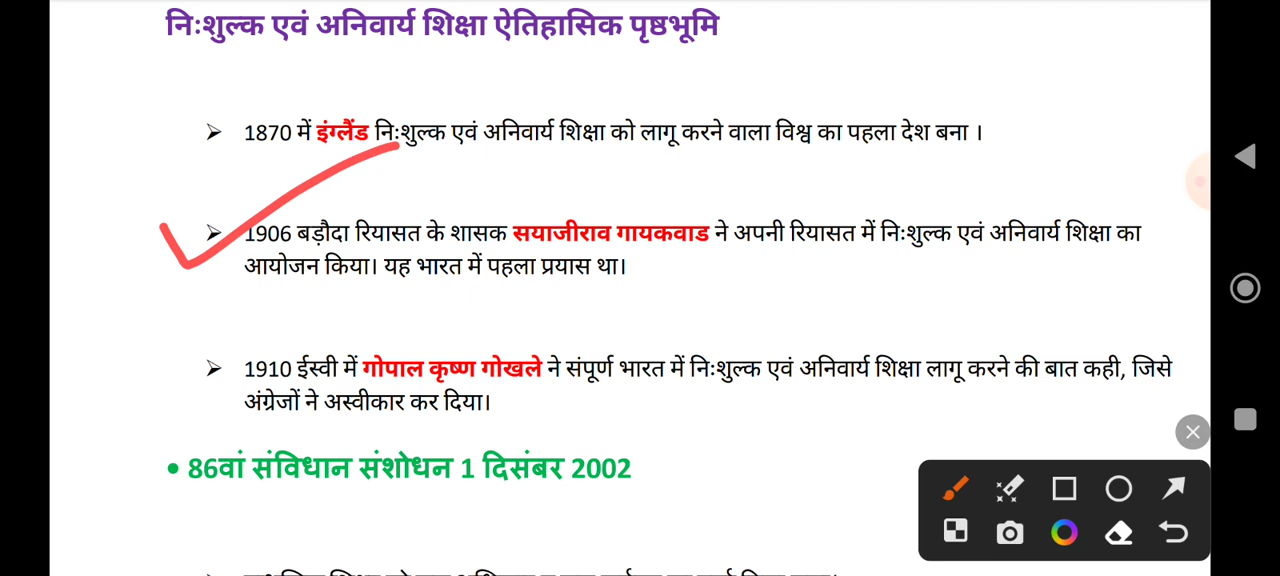 निःशुल्क एवं अनिवार्य शिक्षा ऐतिहासिक पृष्ठभूमि
➢ 1870 में इंग्लैंड निःशुल्क एवं अनिवार्य शिक्षा को लागू करने वाला विश्व का पहला देश बना ।
➢ 1906 बड़ौदा रियासत के शासक सयाजीराव गायकवाड ने अपनी रियासत में निःशुल्क एवं अनिवार्य शिक्षा का
आयोजन किया। यह भारत में पहला प्रयास था।
➢ 1910 ईस्वी में गोपाल कृष्ण गोखले ने संपूर्ण भारत में निःशुल्क एवं अनिवार्य शिक्षा लागू करने की बात कही, जिसे
अंग्रेजों ने अस्वीकार कर दिया।
• 86वां संविधान संशोधन 1 दिसंबर 2002